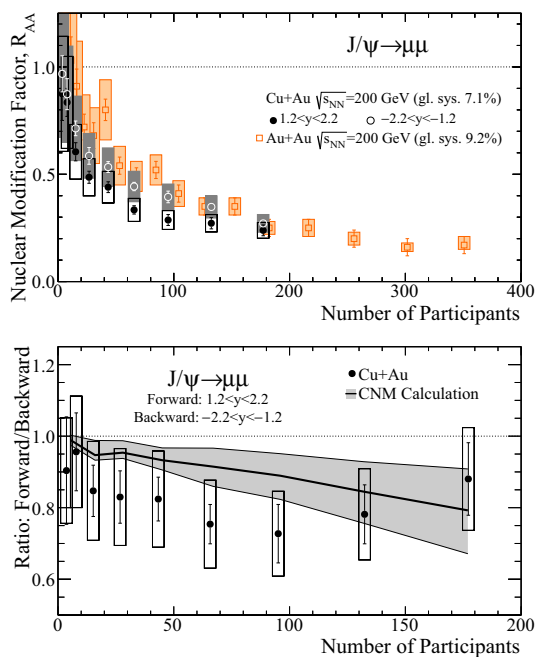 J/ψ→μμ
Cu+Au √sNN=200 GeV (gl. sys. 7.1%)
1.2<y<2.2 −2.2<y<−1.2
Au+Au √sNN=200 GeV (gl. sys. 9.2%)
Nuclear Modification Factor, RAA
1.0
0.5
0.0
0 100 200 300 400
Number of Participants
J/ψ→μμ
Forward: 1.2<y<2.2
Backward: −2.2<y<−1.2
Cu+Au
CNM Calculation
Ratio: Forward/Backward
1.2
1.0
0.8
0.6
0 50 100 150 200
Number of Participants